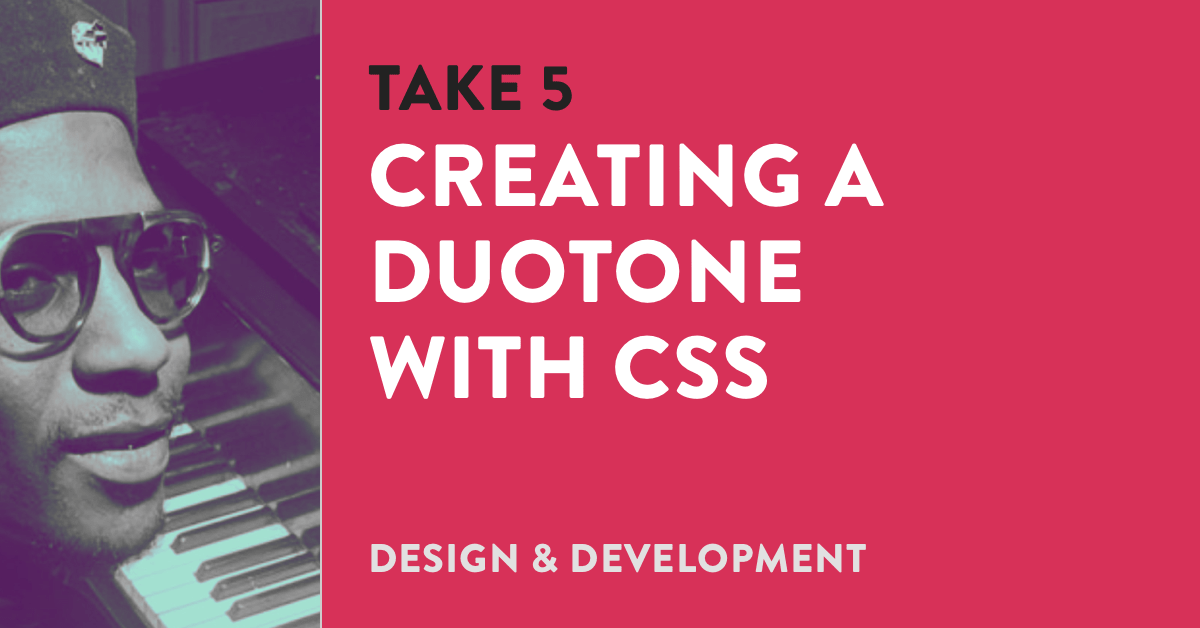 TAKE 5
CREATING A
DUOTONE
WITH CSS
DESIGN & DEVELOPMENT